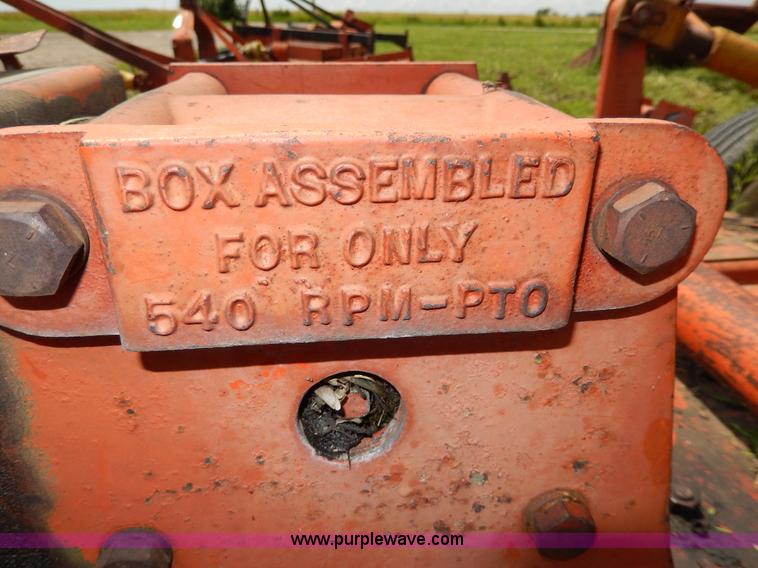 BOX ASSEMBLED
FOR ONLY
540 RPM-PTO
www.purplewave.com